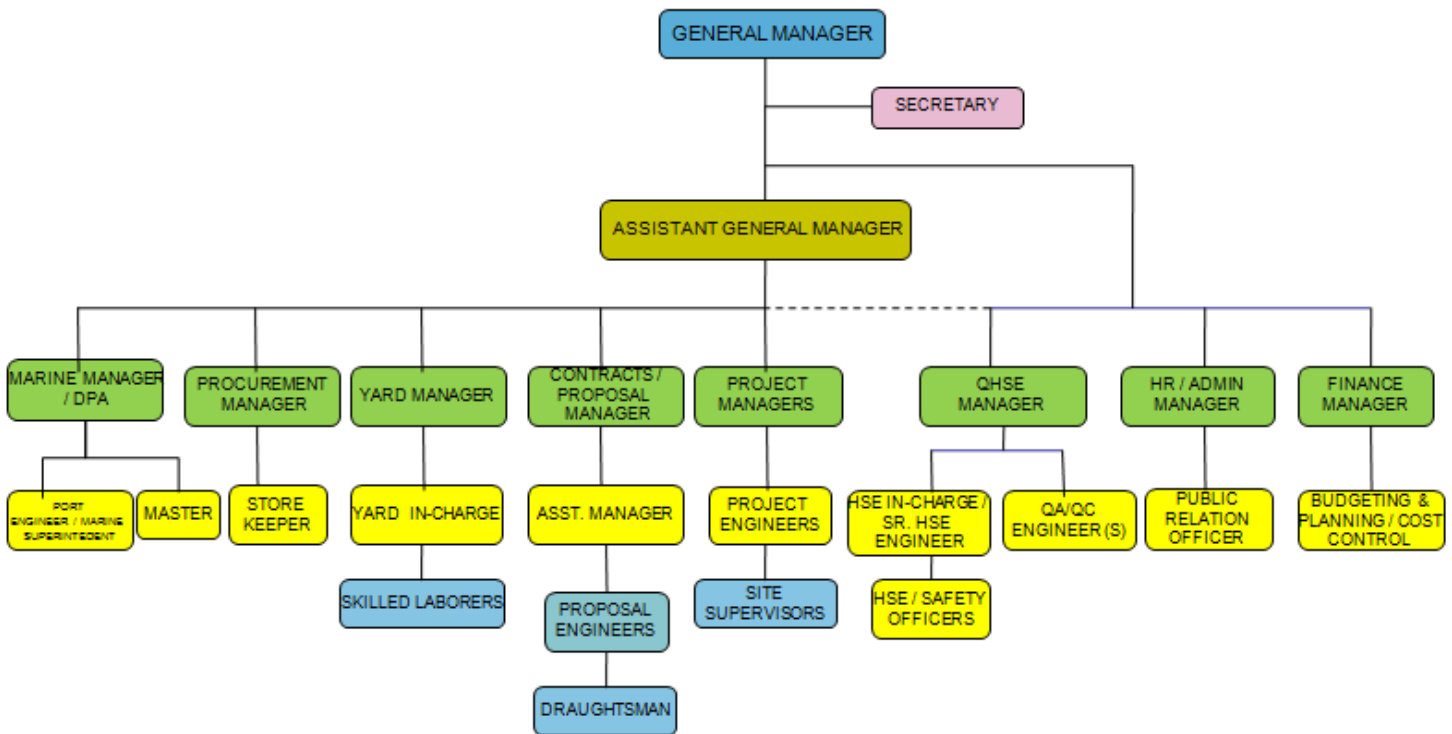 GENERAL MANAGER
SECRETARY
ASSISTANT GENERAL MANAGER
MARINE MANAGER
/ DPA
PROCUREMENT
MANAGER
YARD MANAGER
CONTRACTS /
PROPOSAL
MANAGER
PROJECT
MANAGERS
QHSE
MANAGER
HR / ADMIN
MANAGER
FINANCE
MANAGER
PORT
ENGINEER / MARINE
SUPERINTEDENT
MASTER
STORE
KEEPER
YARD IN-CHARGE
ASST. MANAGER
PROJECT
ENGINEERS
HSE IN-CHARGE /
SR. HSE
ENGINEER
QA/QC
ENGINEER (S)
PUBLIC
RELATION
OFFICER
BUDGETING &
PLANNING / COST
CONTROL
SKILLED LABORERS
PROPOSAL
ENGINEERS
SITE
SUPERVISORS
HSE / SAFETY
OFFICERS
DRAUGHTSMAN